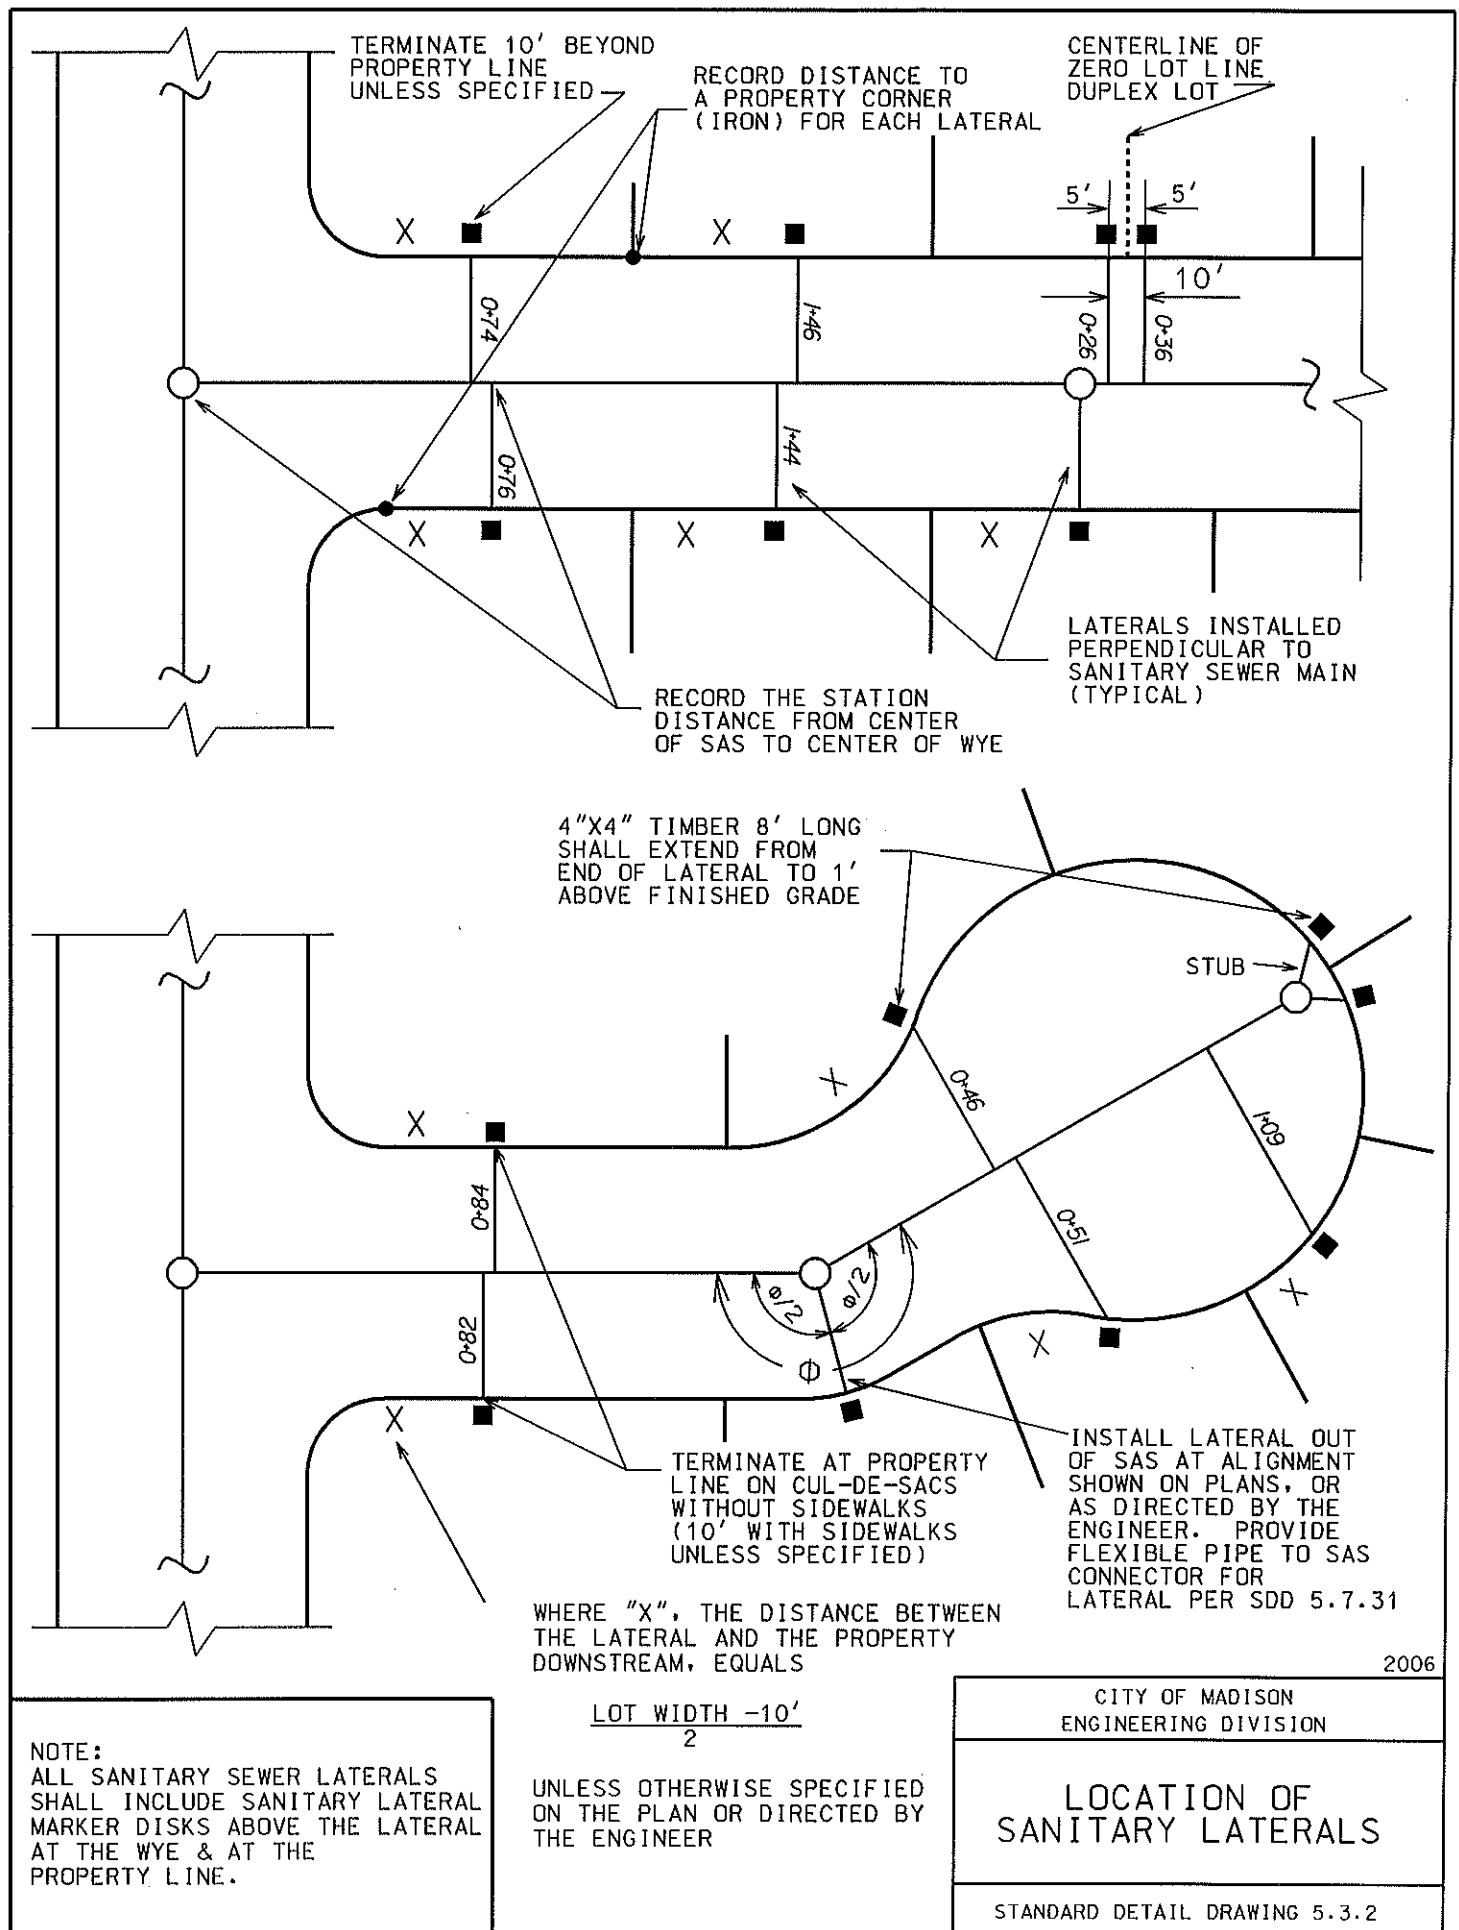 TERMINATE 10' BEYOND
PROPERTY LINE
UNLESS SPECIFIED
RECORD DISTANCE TO
A PROPERTY CORNER
(IRON) FOR EACH LATERAL
CENTERLINE OF
ZERO LOT LINE
DUPLEX LOT
5'
5'
X
X
10'
0+74
1+46
0+26
0+36
0+76
1+44
X
X
X
LATERALS INSTALLED
PERPENDICULAR TO
SANITARY SEWER MAIN
(TYPICAL)
RECORD THE STATION
DISTANCE FROM CENTER
OF SAS TO CENTER OF WYE
4"X4" TIMBER 8' LONG
SHALL EXTEND FROM
END OF LATERAL TO 1'
ABOVE FINISHED GRADE
STUB
X
0+46
1+09
X
0+84
0+51
0+82
Φ/2
Φ/2
Φ
X
X
X
TERMINATE AT PROPERTY
LINE ON CUL-DE-SACS
WITHOUT SIDEWALKS
(10' WITH SIDEWALKS
UNLESS SPECIFIED)
INSTALL LATERAL OUT
OF SAS AT ALIGNMENT
SHOWN ON PLANS, OR
AS DIRECTED BY THE
ENGINEER. PROVIDE
FLEXIBLE PIPE TO SAS
CONNECTOR FOR
LATERAL PER SDD 5.7.31
WHERE "X", THE DISTANCE BETWEEN
THE LATERAL AND THE PROPERTY
DOWNSTREAM, EQUALS
LOT WIDTH -10'
2
UNLESS OTHERWISE SPECIFIED
ON THE PLAN OR DIRECTED BY
THE ENGINEER
NOTE:
ALL SANITARY SEWER LATERALS
SHALL INCLUDE SANITARY LATERAL
MARKER DISKS ABOVE THE LATERAL
AT THE WYE & AT THE
PROPERTY LINE.
2006
CITY OF MADISON
ENGINEERING DIVISION
LOCATION OF
SANITARY LATERALS
STANDARD DETAIL DRAWING 5.3.2